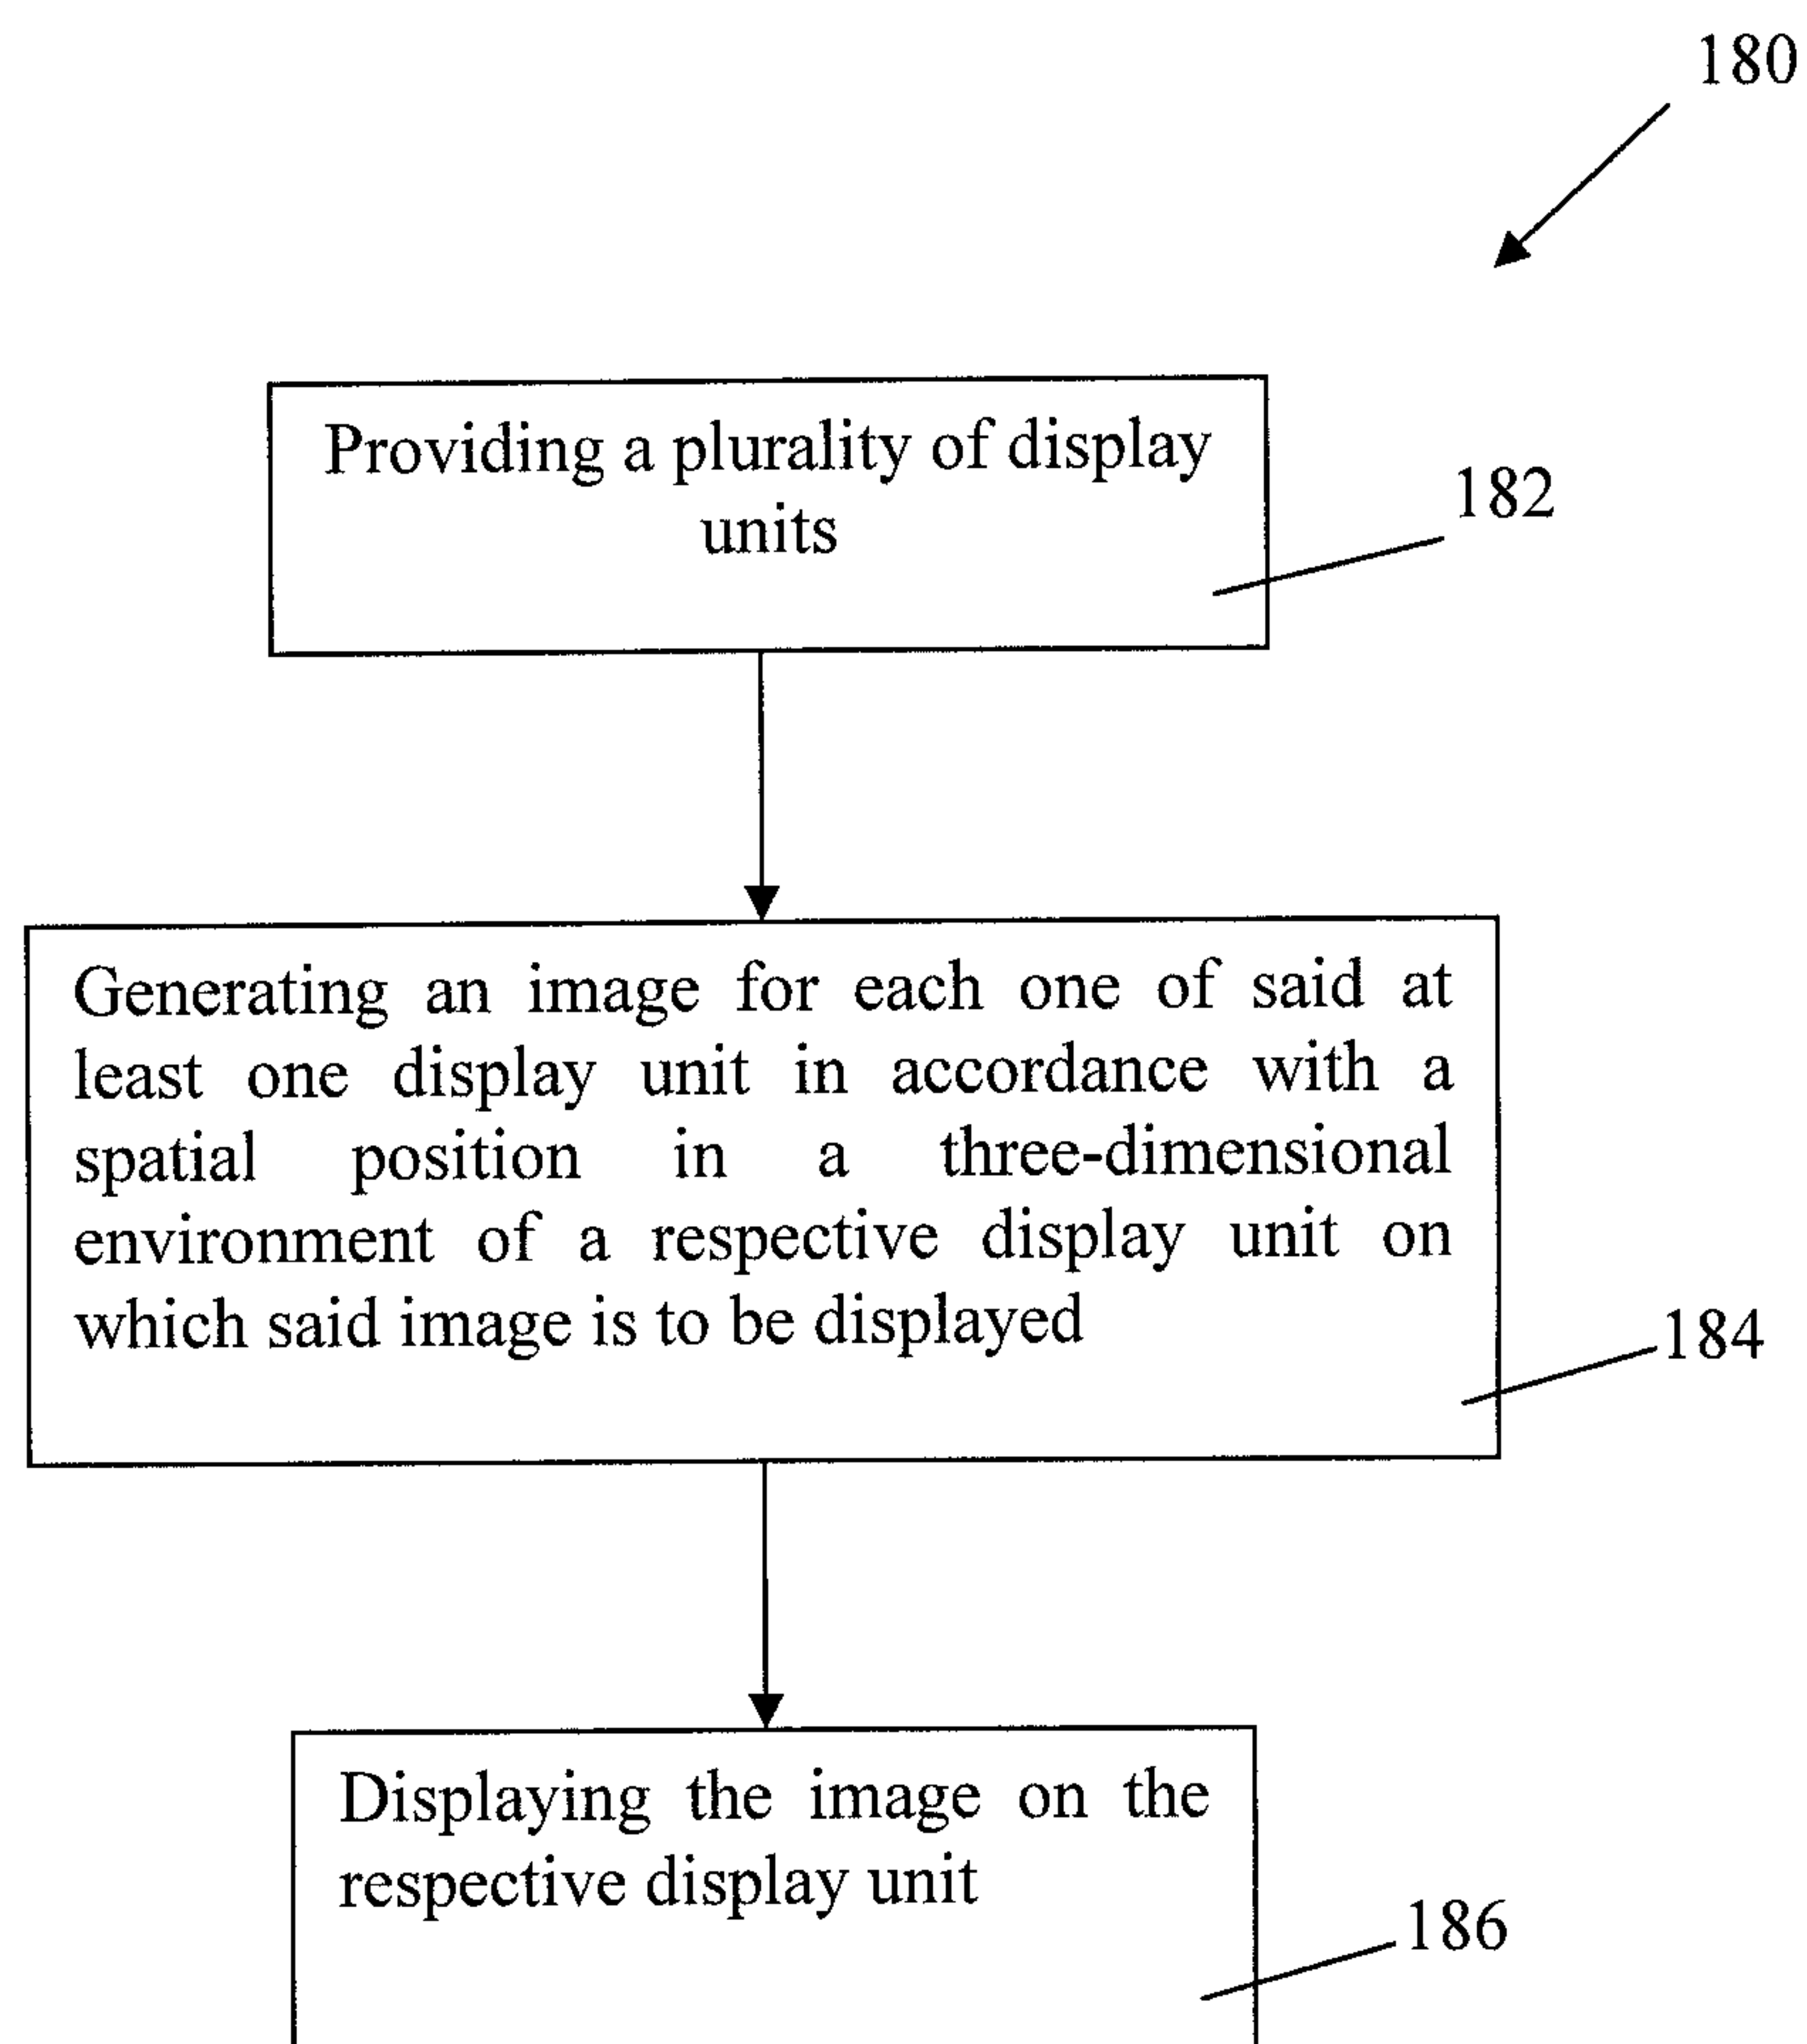 180
Providing a plurality of display
units
182
Generating an image for each one of said at
least one display unit in accordance with a
spatial position in a three-dimensional
environment of a respective display unit on
which said image is to be displayed
184
Displaying the image on the
respective display unit
186